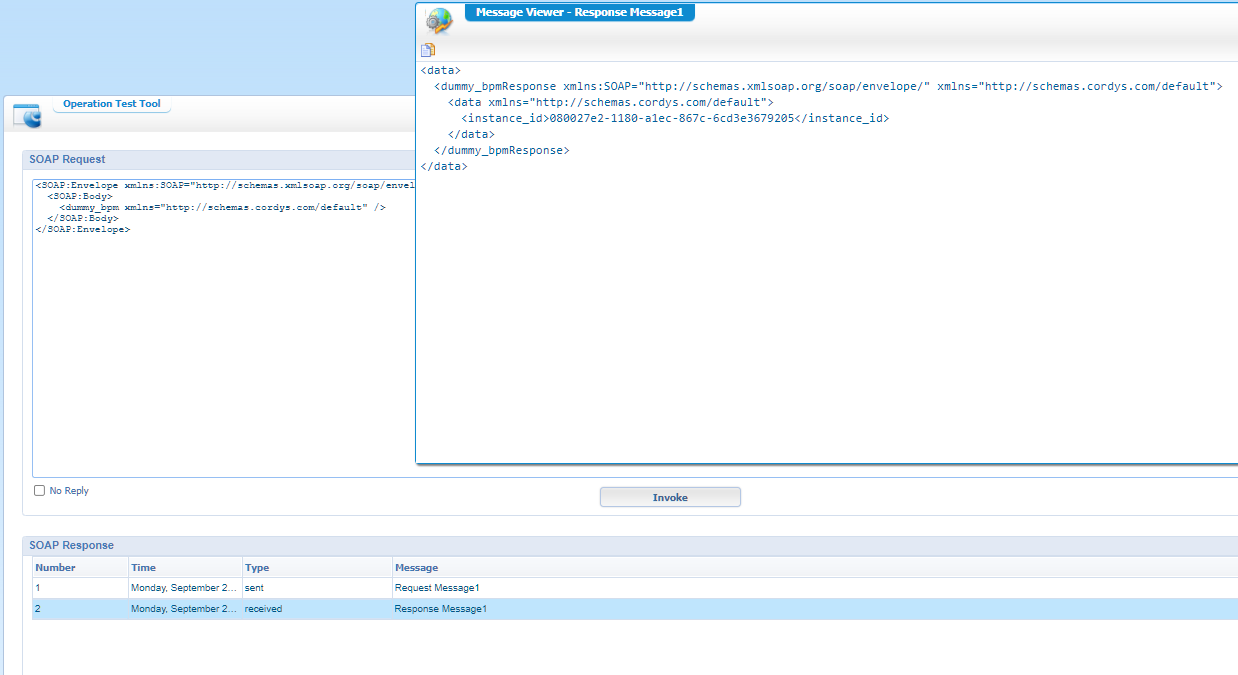 Message Viewer - Response Message1
<data>
<dummy_bpmResponse xmlns:SOAP="http://schemas.xmlsoap.org/soap/envelope/" xmlns="http://schemas.cordys.com/default">
<data xmlns="http://schemas.cordys.com/default">
<instance_id>080027e2-1180-a1ec-867c-6cd3e3679205</instance_id>
</data>
</dummy_bpmResponse>
</data>
Operation Test Tool
SOAP Request
<SOAP:Envelope xmlns:SOAP="http://schemas.xmlsoap.org/soap/envel
<SOAP:Body>
<dummy_bpm xmlns="http://schemas.cordys.com/default" />
</SOAP:Body>
</SOAP:Envelope>
No Reply
Invoke
SOAP Response
Number Time Type Message
1 Monday, September 2... sent Request Message1
2 Monday, September 2... received Response Message1